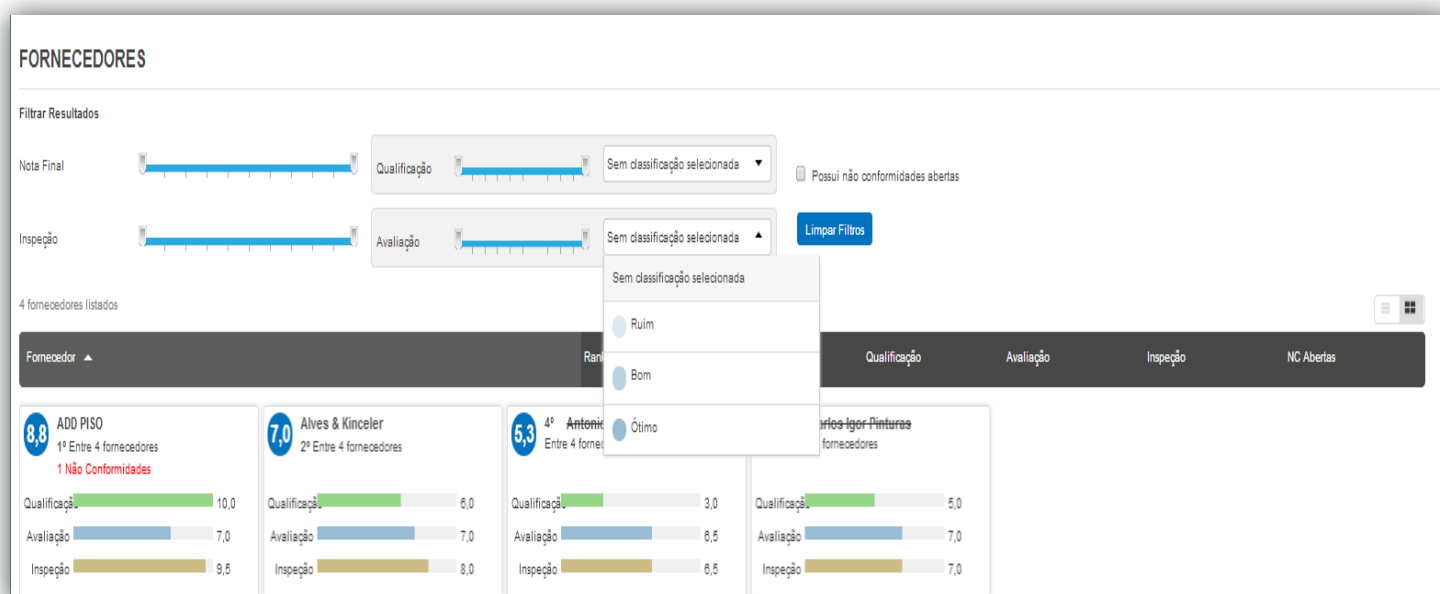 FORNECEDORES
Filtrar Resultados
Nota Final
Qualificação
Sem classificação selecionada
Possui não conformidades abertas
Inspeção
Avaliação
Sem classificação selecionada
Limpar Filtros
Sem classificação selecionada
Ruim
Bom
Ótimo
4 fornecedores listados
Fornecedor Qualificação Avaliação Inspeção NC Abertas
8,8 ADD PISO
1º Entre 4 fornecedores
1 Não Conformidades
Qualificação 10,0
Avaliação 7,0
Inspeção 9,5
7,0 Alves & Kinceler
2º Entre 4 fornecedores
Qualificação 6,0
Avaliação 7,0
Inspeção 8,0
5,3 4º
Entre 4
Qualificação 3,0
Avaliação 6,5
Inspeção 6,5
Igor Pinturas
fornecedores
Qualificação 5,0
Avaliação 7,0
Inspeção 7,0